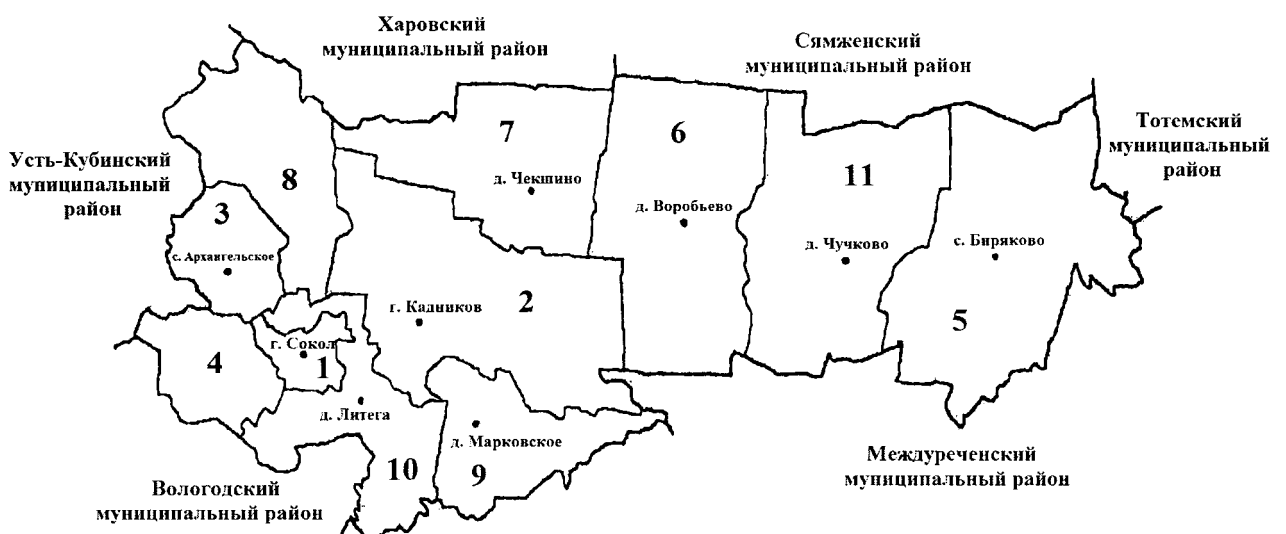 Харовский
муниципальный район
Сямженский
муниципальный район
Тотемский
муниципальный
район
Усть-Кубинский
муниципальный
район
7
6
8
11
3
д. Чекшино
д. Воробьево
с. Архангельское
д. Чучково
с. Биряково
г. Кадников
2
5
г. Сокол
4
1
д. Литега
д. Марковское
10
9
Вологодский
муниципальный район
Междуреченский
муниципальный район